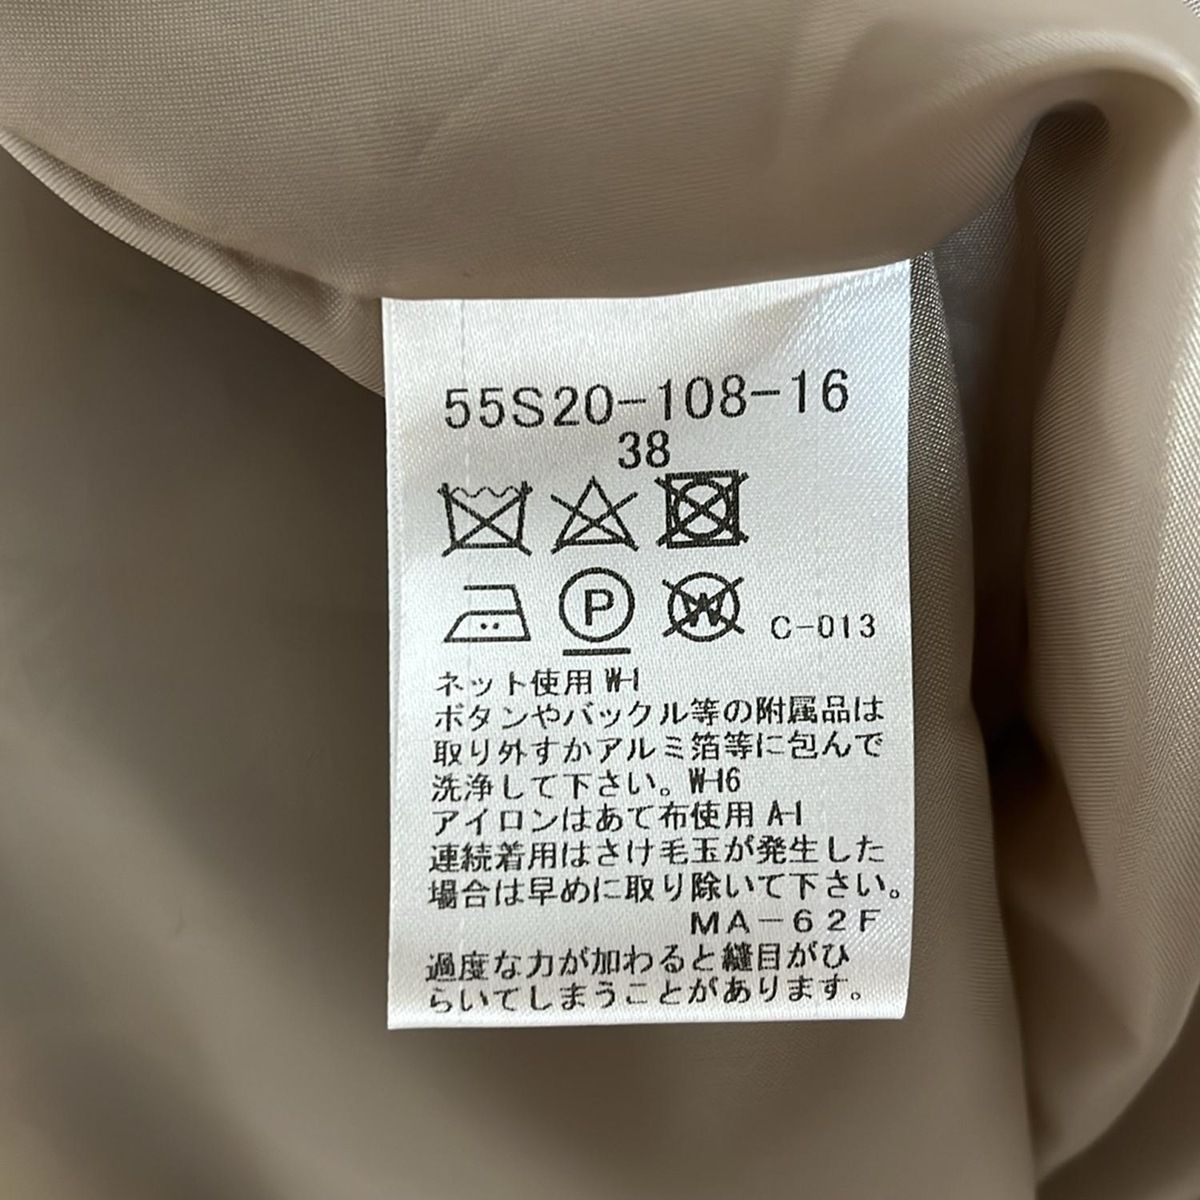 55S20-108-16
38
P W C-013
ネット使用 W-1
ボタンやバックル等の附属品は
取り外すかアルミ箔等に包んで
洗浄して下さい。W-16
アイロンはあて布使用 A-1
連続着用はさけ毛玉が発生した
場合は早めに取り除いて下さい。
MA-62F
過度な力が加わると縫目がひ
らいてしまうことがあります。